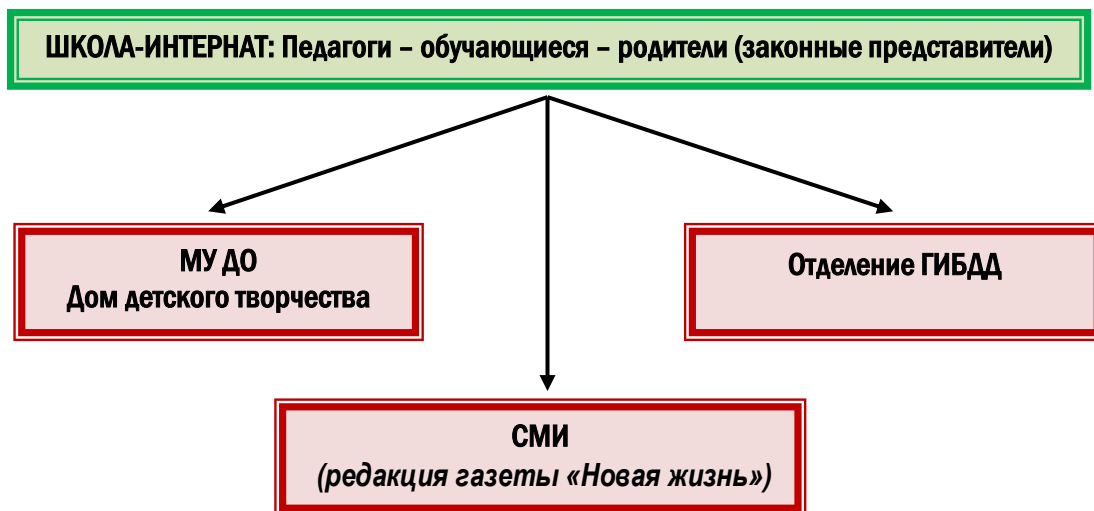 ШКОЛА-ИНТЕРНАТ: Педагоги – обучающиеся – родители (законные представители)
МУ ДО
Дом детского творчества
Отделение ГИБДД
СМИ
(редакция газеты «Новая жизнь»)